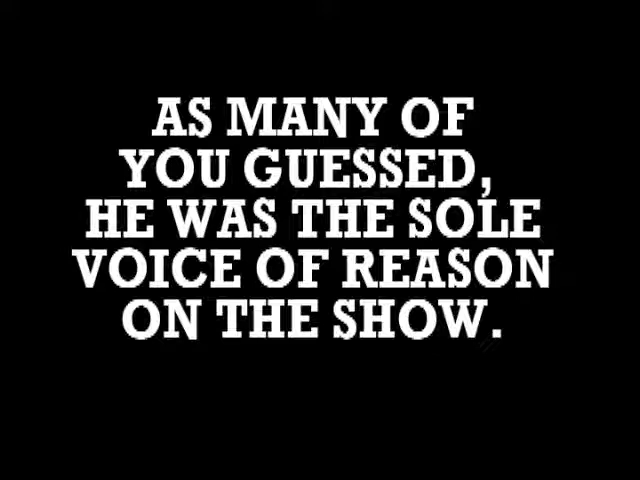 AS MANY OF
YOU GUESSED,
HE WAS THE SOLE
VOICE OF REASON
ON THE SHOW.